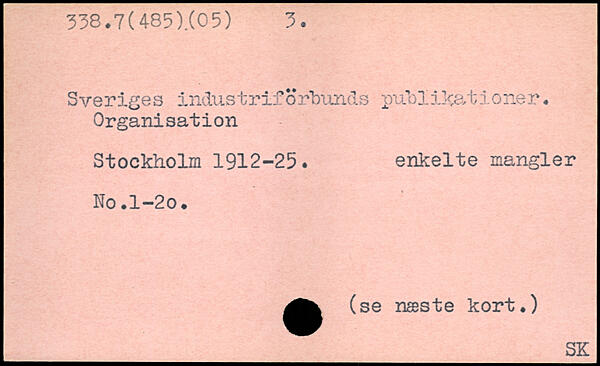 338.7(485)(05) 3.
Sveriges industriförbunds publikationer.
Organisation
Stockholm 1912-25. enkelte mangler
No.1-2o.
(se næste kort.)
SK